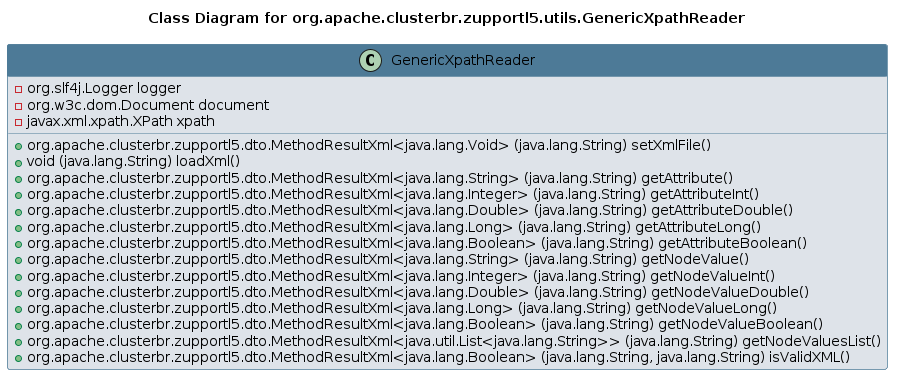 Class Diagram for org.apache.clusterbr.zupportl5.utils.GenericXpathReader
C GenericXpathReader
org.slf4j.Logger logger
org.w3c.dom.Document document
javax.xml.xpath.XPath xpath
org.apache.clusterbr.zupportl5.dto.MethodResultXml<java.lang.Void> (java.lang.String) setXmlFile()
void (java.lang.String) loadXml()
org.apache.clusterbr.zupportl5.dto.MethodResultXml<java.lang.String> (java.lang.String) getAttribute()
org.apache.clusterbr.zupportl5.dto.MethodResultXml<java.lang.Integer> (java.lang.String) getAttributeInt()
org.apache.clusterbr.zupportl5.dto.MethodResultXml<java.lang.Double> (java.lang.String) getAttributeDouble()
org.apache.clusterbr.zupportl5.dto.MethodResultXml<java.lang.Long> (java.lang.String) getAttributeLong()
org.apache.clusterbr.zupportl5.dto.MethodResultXml<java.lang.Boolean> (java.lang.String) getAttributeBoolean()
org.apache.clusterbr.zupportl5.dto.MethodResultXml<java.lang.String> (java.lang.String) getNodeValue()
org.apache.clusterbr.zupportl5.dto.MethodResultXml<java.lang.Integer> (java.lang.String) getNodeValueInt()
org.apache.clusterbr.zupportl5.dto.MethodResultXml<java.lang.Double> (java.lang.String) getNodeValueDouble()
org.apache.clusterbr.zupportl5.dto.MethodResultXml<java.lang.Long> (java.lang.String) getNodeValueLong()
org.apache.clusterbr.zupportl5.dto.MethodResultXml<java.lang.Boolean> (java.lang.String) getNodeValueBoolean()
org.apache.clusterbr.zupportl5.dto.MethodResultXml<java.util.List<java.lang.String>> (java.lang.String) getNodeValuesList()
org.apache.clusterbr.zupportl5.dto.MethodResultXml<java.lang.Boolean> (java.lang.String, java.lang.String) isValidXML()